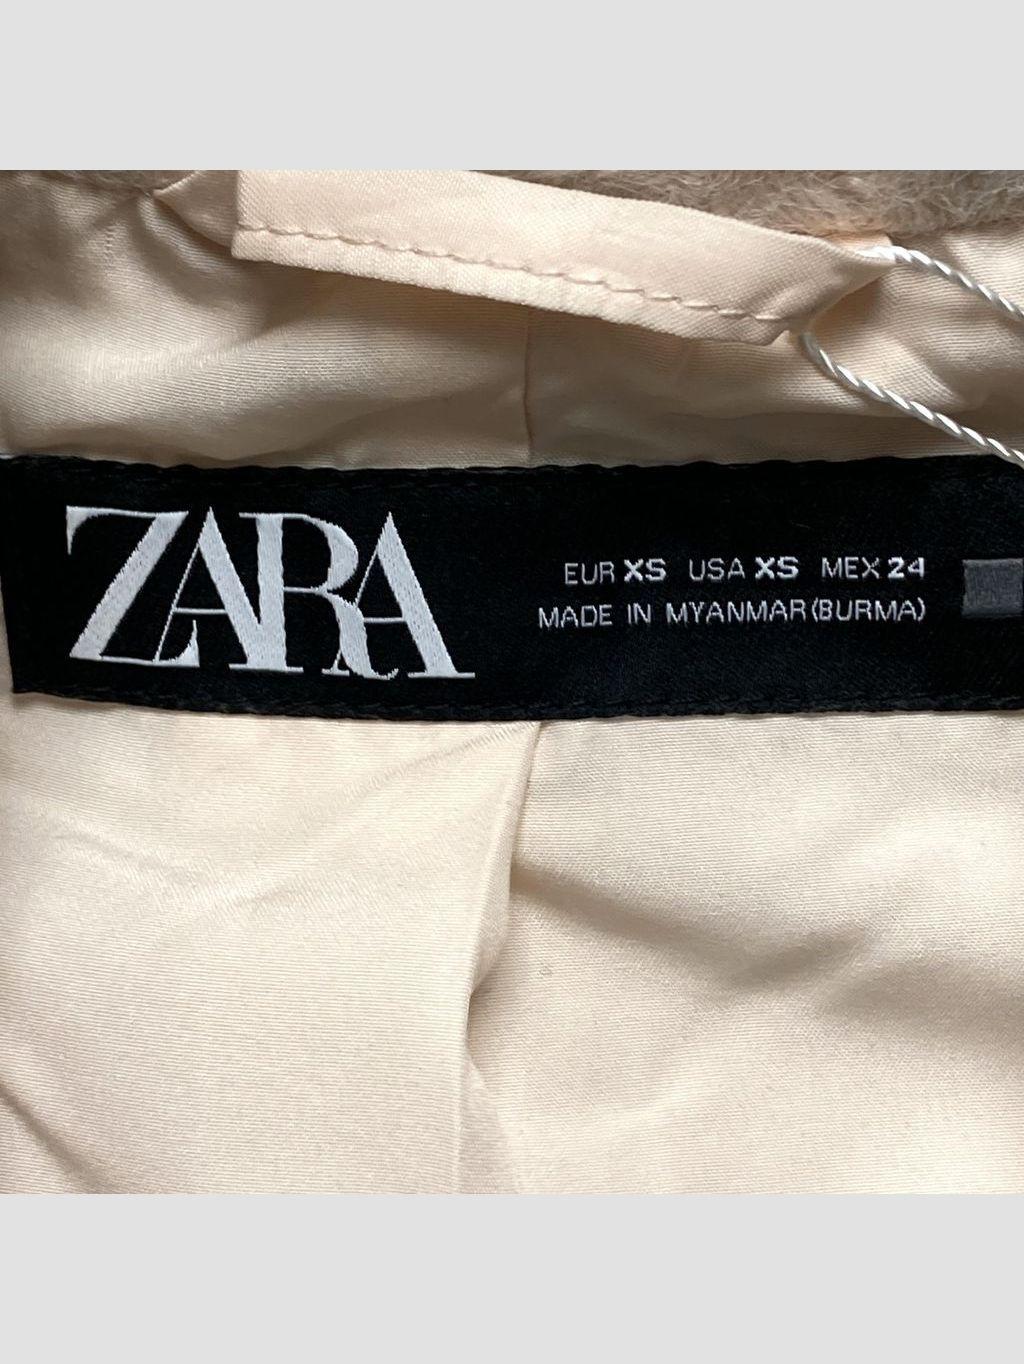 ZARA
EUR XS USA XS MEX 24
MADE IN MYANMAR (BURMA)